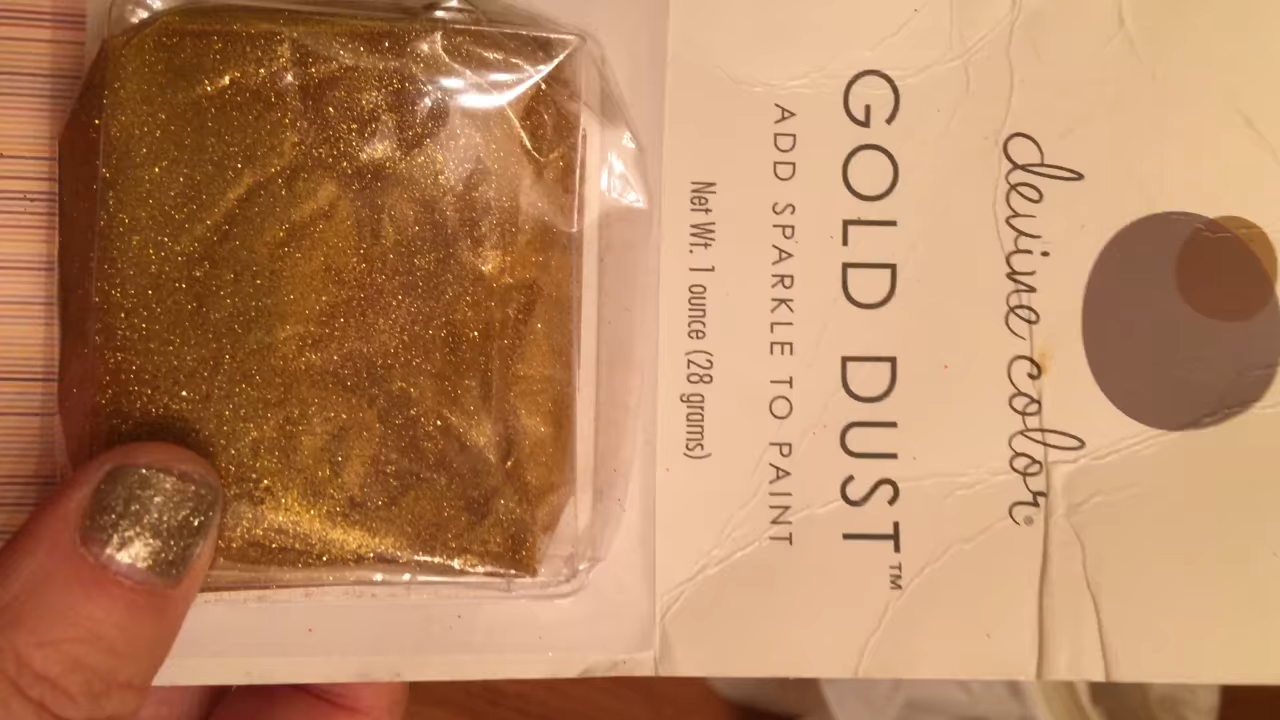 devine color®
GOLD DUST™
ADD SPARKLE TO PAINT
Net Wt. 1 ounce (28 grams)